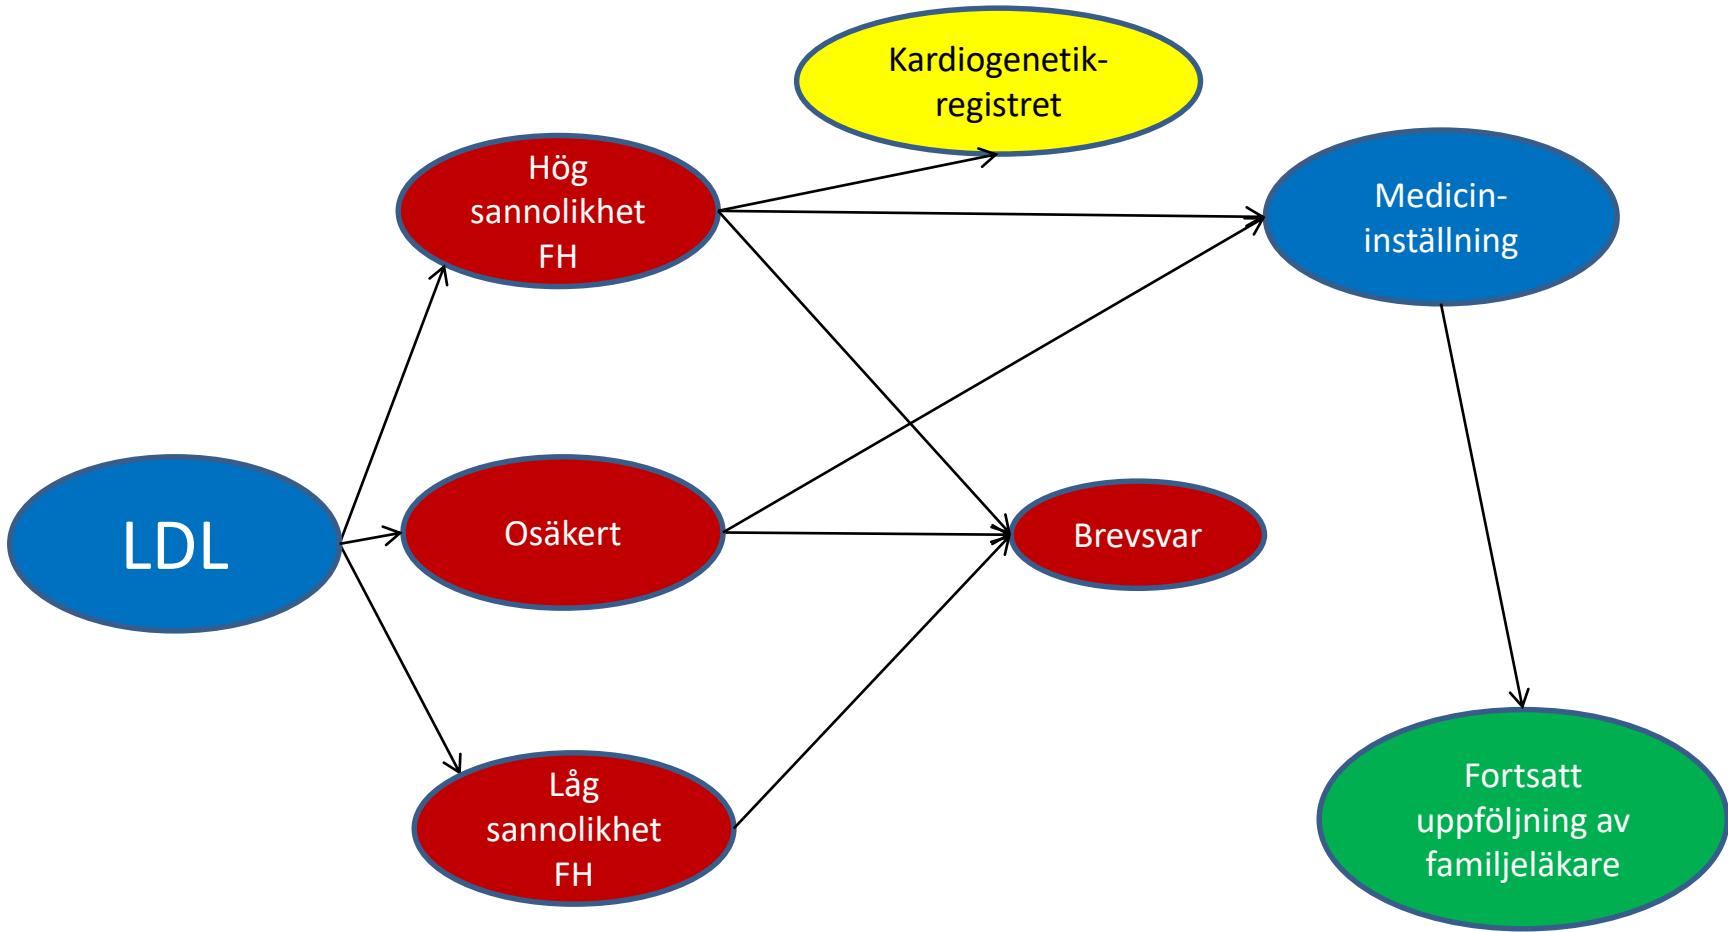 Kardiogenetik-
registret
Hög
sannolikhet
FH
Medicin-
inställning
LDL
Osäkert
Brevsvar
Låg
sannolikhet
FH
Fortsatt
uppföljning av
familjeläkare